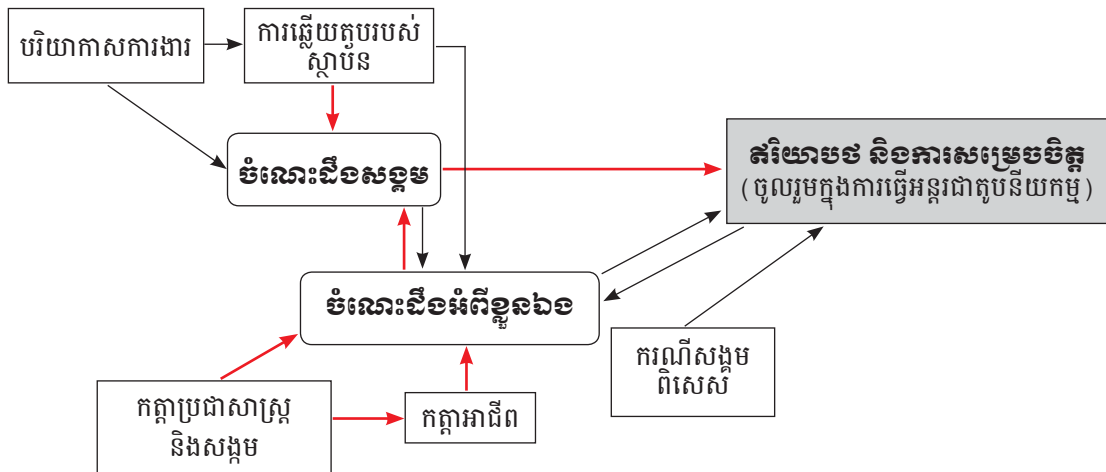 បរិយាកាសការងារ
ការឆ្លើយតបរបស់
ស្ថាប័ន
ចំណេះដឹងសង្គម
ឥរិយាបថ និងការសម្រេចចិត្ត
(ចូលរួមក្នុងការធ្វើអន្តរជាតូបនីយកម្ម)
ចំណេះដឹងអំពីខ្លួនឯង
ករណីសង្គម
ពិសេស
កត្តាប្រជាសាស្ត្រ
និងសង្កម
កត្តាអាជីព